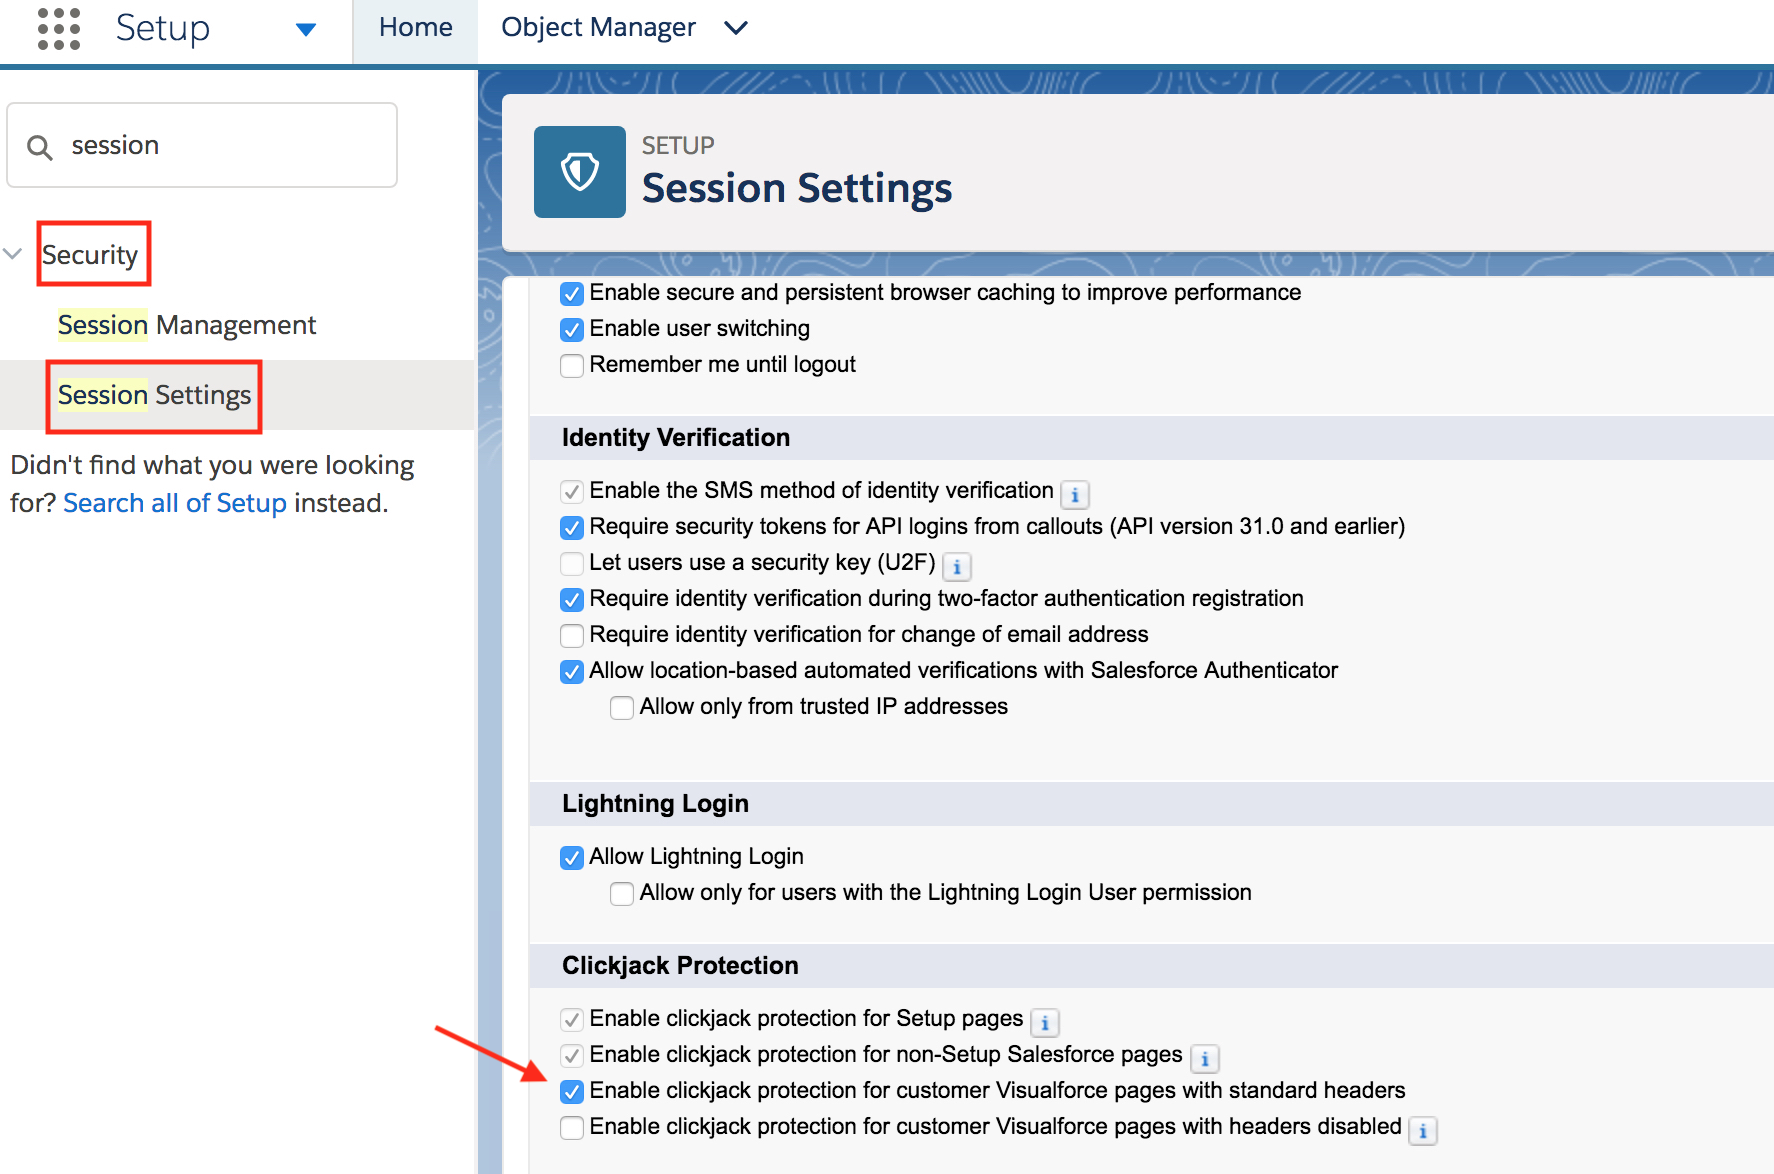 Setup
Home
Object Manager
session
Security
Session Management
Session Settings
Didn't find what you were looking
for? Search all of Setup instead.
SETUP
Session Settings
Enable secure and persistent browser caching to improve performance
Enable user switching
Remember me until logout
Identity Verification
Enable the SMS method of identity verification i
Require security tokens for API logins from callouts (API version 31.0 and earlier)
Let users use a security key (U2F) i
Require identity verification during two-factor authentication registration
Require identity verification for change of email address
Allow location-based automated verifications with Salesforce Authenticator
Allow only from trusted IP addresses
Lightning Login
Allow Lightning Login
Allow only for users with the Lightning Login User permission
Clickjack Protection
Enable clickjack protection for Setup pages i
Enable clickjack protection for non-Setup Salesforce pages i
Enable clickjack protection for customer Visualforce pages with standard headers
Enable clickjack protection for customer Visualforce pages with headers disabled i